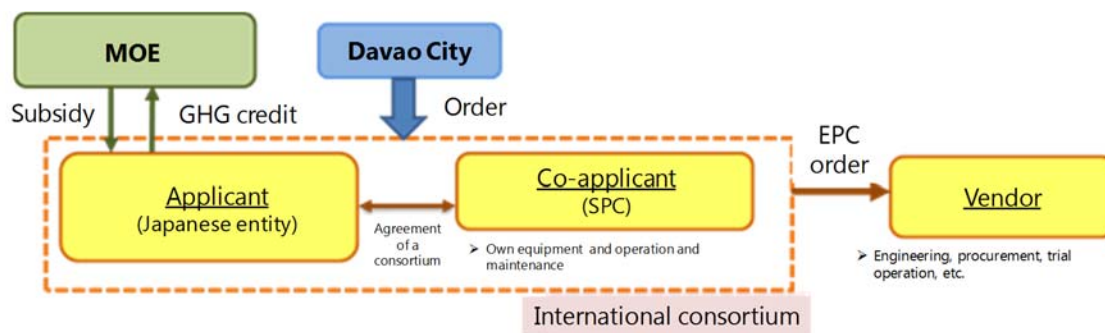 MOE
Davao City
Subsidy
GHG credit
Order
Applicant
(Japanese entity)
Agreement
of a
consortium
Co-applicant
(SPC)
➢ Own equipment and operation and
maintenance
EPC
order
Vendor
➢ Engineering, procurement, trial
operation, etc.
International consortium